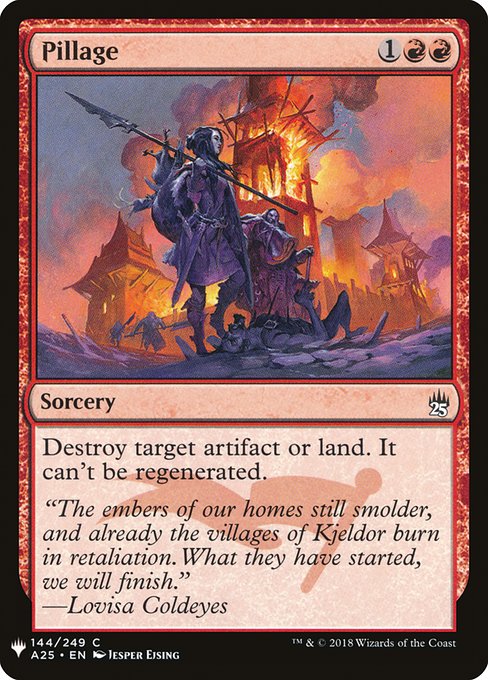 Pillage 1
25
Sorcery
Destroy target artifact or land. It
can't be regenerated.
"The embers of our homes still smolder,
and already the villages of Kjeldor burn
in retaliation. What they have started,
we will finish."
—Lovisa Coldeyes
144/249 C
A25 • EN Jesper Ejsing
™ & © 2018 Wizards of the Coast